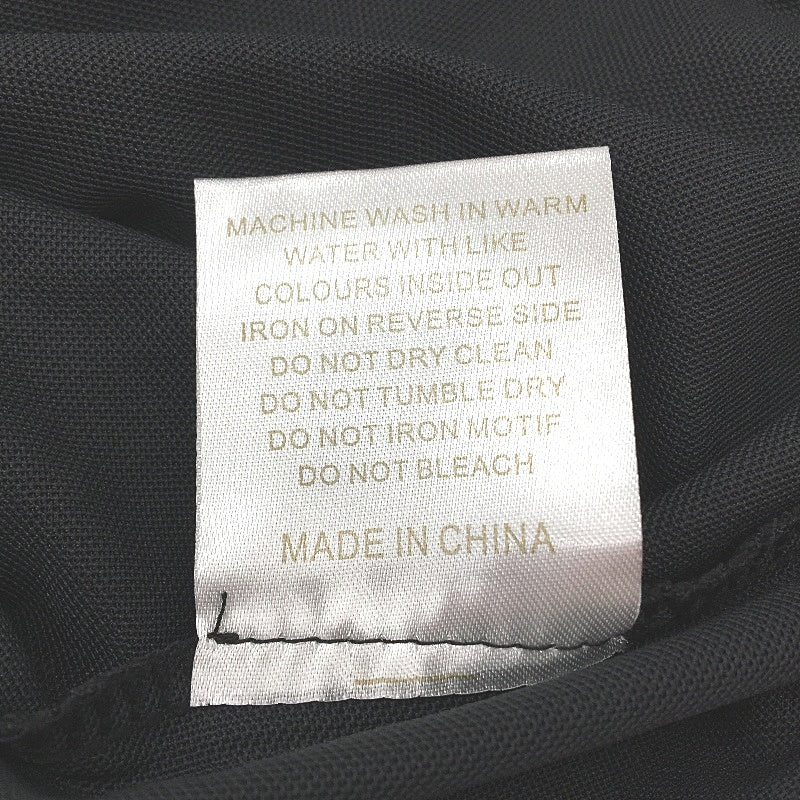 MACHINE WASH IN WARM
WATER WITH LIKE
COLOURS INSIDE OUT
IRON ON REVERSE SIDE
DO NOT DRY CLEAN
DO NOT TUMBLE DRY
DO NOT IRON MOTIF
DO NOT BLEACH
MADE IN CHINA